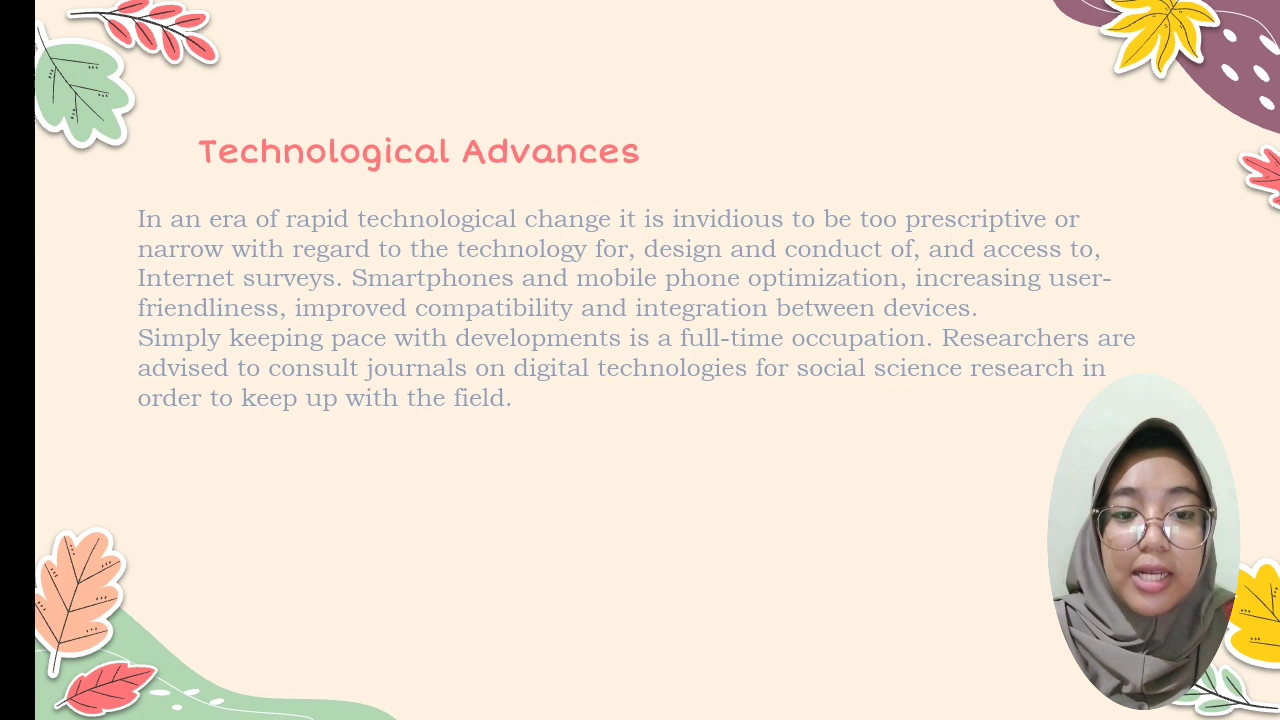 Technological Advances
In an era of rapid technological change it is invidious to be too prescriptive or
narrow with regard to the technology for, design and conduct of, and access to,
Internet surveys. Smartphones and mobile phone optimization, increasing user-
friendliness, improved compatibility and integration between devices.
Simply keeping pace with developments is a full-time occupation. Researchers are
advised to consult journals on digital technologies for social science research in
order to keep up with the field.